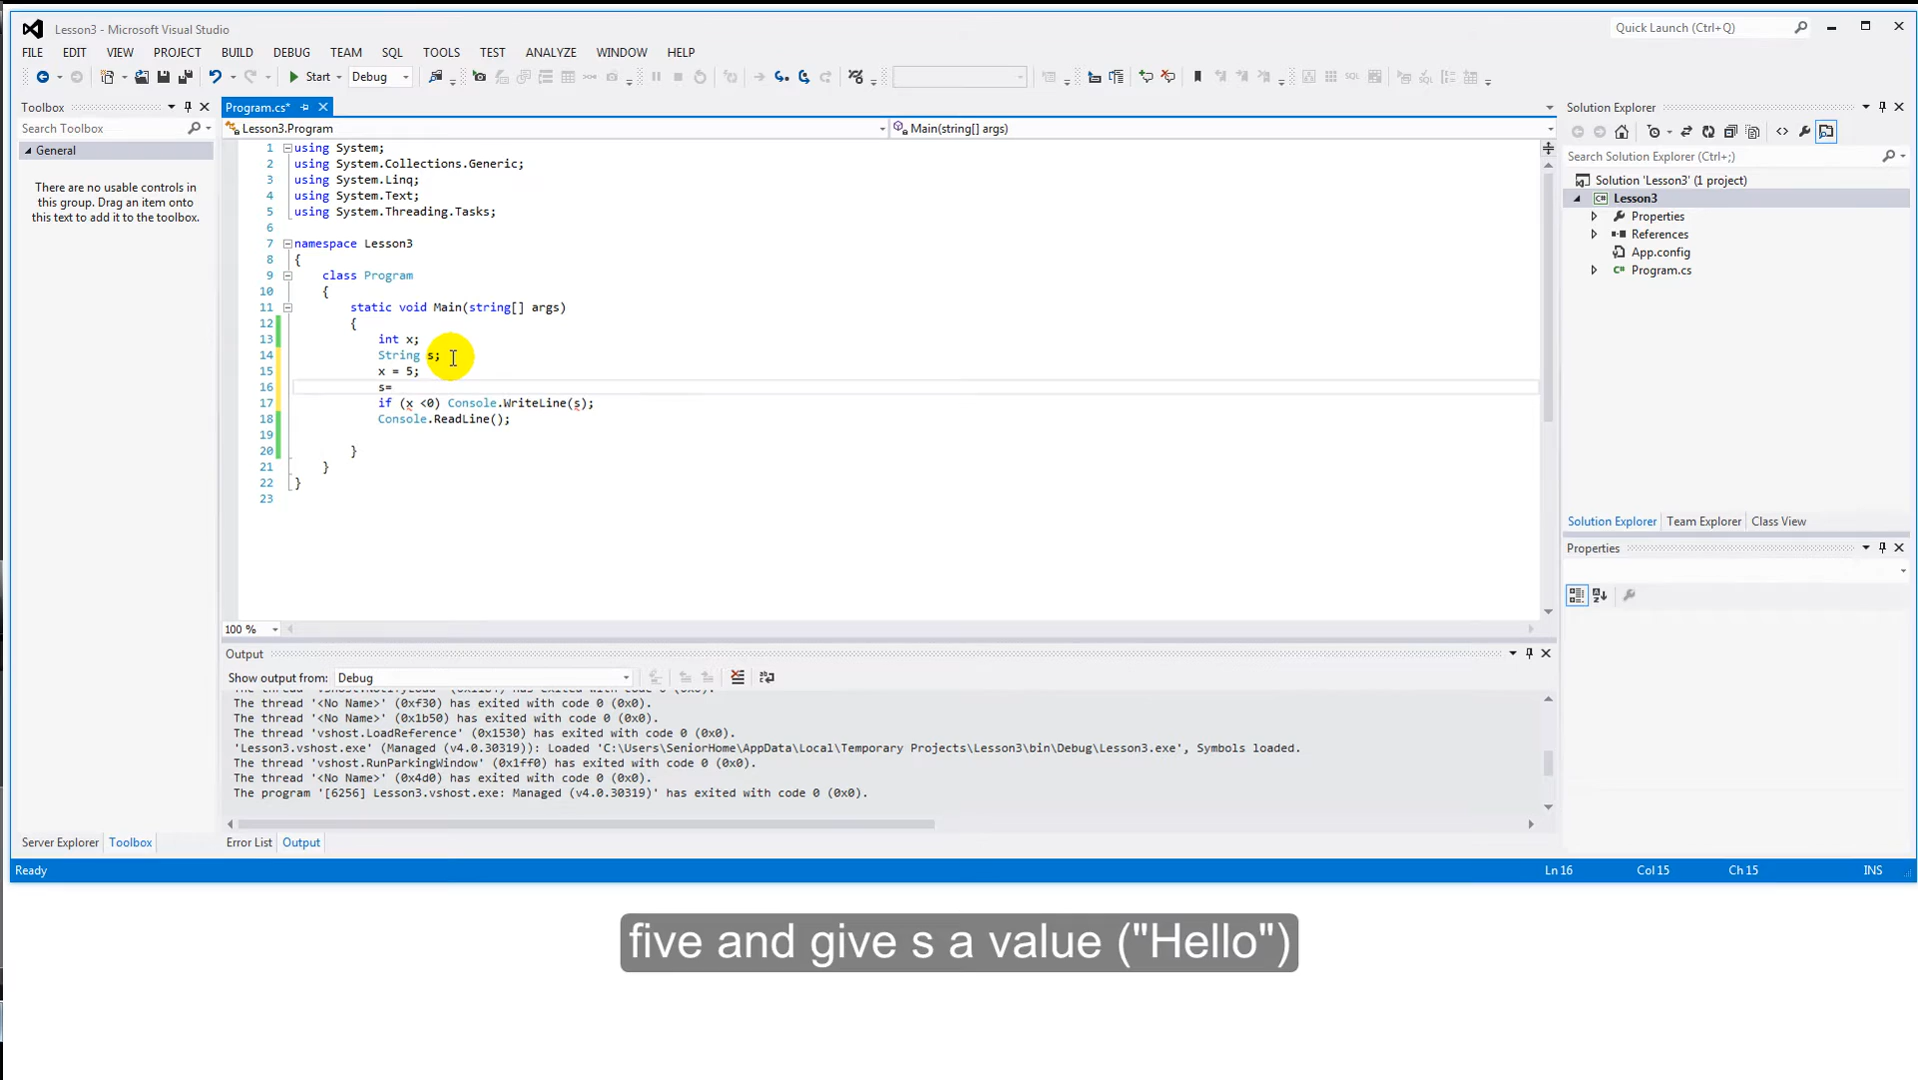 Lesson3 - Microsoft Visual Studio
Quick Launch (Ctrl+Q)
FILE EDIT VIEW PROJECT BUILD DEBUG TEAM SQL TOOLS TEST ANALYZE WINDOW HELP
Start Debug
Toolbox
Search Toolbox
General
There are no usable controls in
this group. Drag an item onto
this text to add it to the toolbox.
Server Explorer Toolbox
Program.cs*
Lesson3.Program Main(string[] args)
1 using System;
2 using System.Collections.Generic;
3 using System.Linq;
4 using System.Text;
5 using System.Threading.Tasks;
6
7 namespace Lesson3
8 {
9 class Program
10 {
11 static void Main(string[] args)
12 {
13 int x;
14 String s;
15 x = 5;
16 s=
17 if (x <0) Console.WriteLine(s);
18 Console.ReadLine();
19
20 }
21 }
22 }
23
100 %
Output
Show output from: Debug
The thread '<No Name>' (0xf30) has exited with code 0 (0x0).
The thread '<No Name>' (0x1b50) has exited with code 0 (0x0).
The thread 'vshost.LoadReference' (0x1530) has exited with code 0 (0x0).
'Lesson3.vshost.exe' (Managed (v4.0.30319)): Loaded 'C:\Users\SeniorHome\AppData\Local\Temporary Projects\Lesson3\bin\Debug\Lesson3.exe', Symbols loaded.
The thread 'vshost.RunParkingWindow' (0x1ff0) has exited with code 0 (0x0).
The thread '<No Name>' (0x4d0) has exited with code 0 (0x0).
The program '[6256] Lesson3.vshost.exe: Managed (v4.0.30319)' has exited with code 0 (0x0).
Error List Output
Solution Explorer
Search Solution Explorer (Ctrl+;)
Solution 'Lesson3' (1 project)
Lesson3
Properties
References
App.config
Program.cs
Solution Explorer Team Explorer Class View
Properties
Ready Ln 16 Col 15 Ch 15 INS
five and give s a value ("Hello")